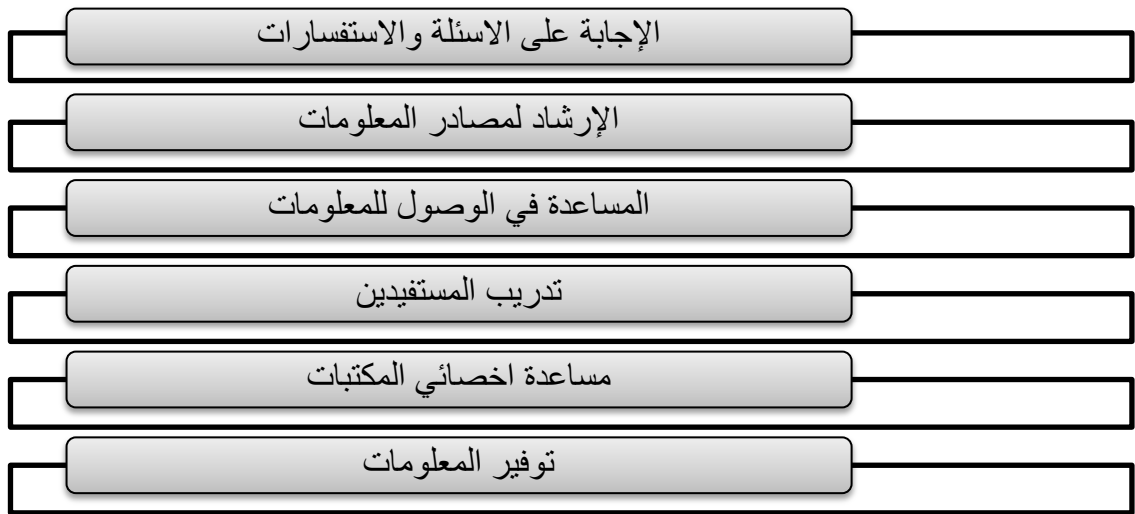 الإجابة على الاسئلة والاستفسارات
الإرشاد لمصادر المعلومات
المساعدة في الوصول للمعلومات
تدريب المستفيدين
مساعدة اخصائي المكتبات
توفير المعلومات